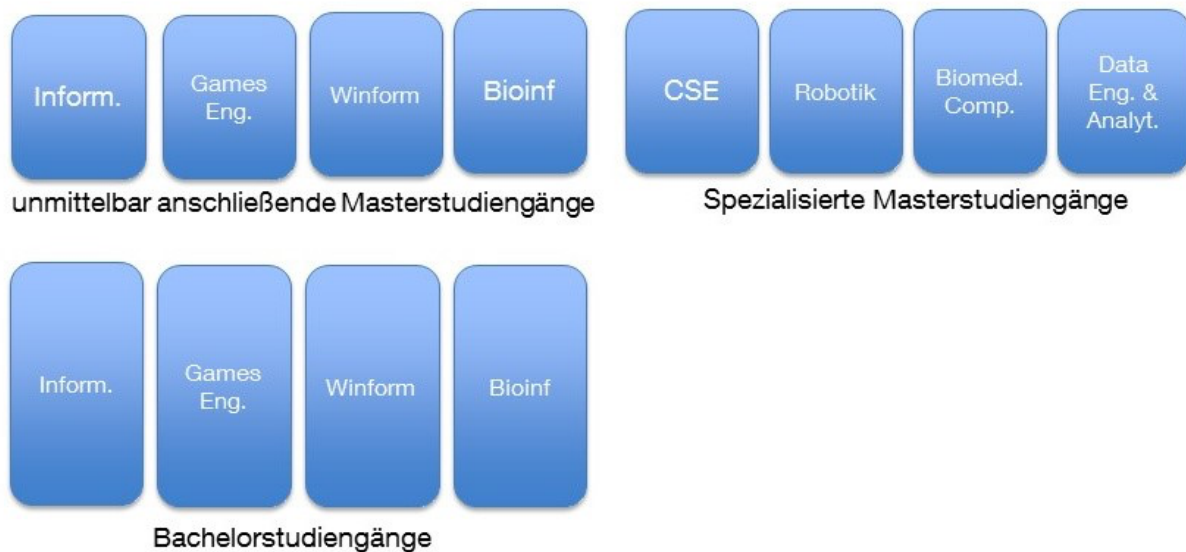 Inform.
Games
Eng.
Winform
Bioinf
unmittelbar anschließende Masterstudiengänge
CSE
Robotik
Biomed.
Comp.
Data
Eng. &
Analyt.
Spezialisierte Masterstudiengänge
Inform.
Games
Eng.
Winform
Bioinf
Bachelorstudiengänge